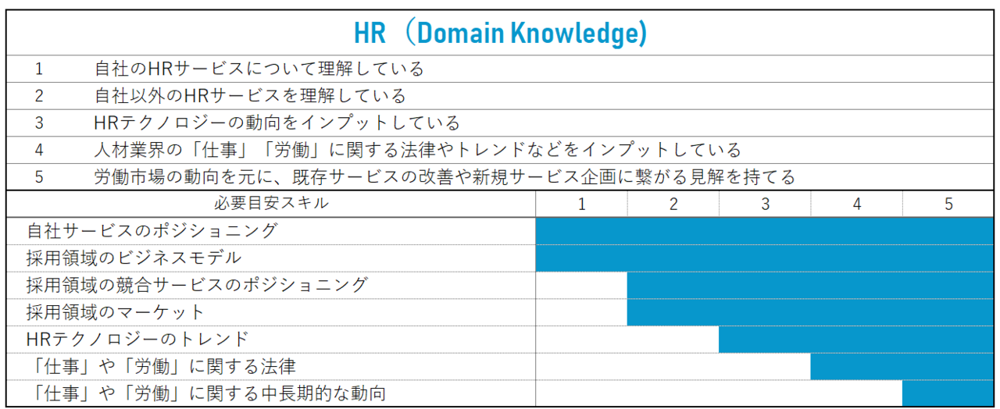 HR（Domain Knowledge)
1 自社のHRサービスについて理解している
2 自社以外のHRサービスを理解している
3 HRテクノロジーの動向をインプットしている
4 人材業界の「仕事」「労働」に関する法律やトレンドなどをインプットしている
5 労働市場の動向を元に、既存サービスの改善や新規サービス企画に繋がる見解を持てる
必要目安スキル 1 2 3 4 5
自社サービスのポジショニング
採用領域のビジネスモデル
採用領域の競合サービスのポジショニング
採用領域のマーケット
HRテクノロジーのトレンド
「仕事」や「労働」に関する法律
「仕事」や「労働」に関する中長期的な動向